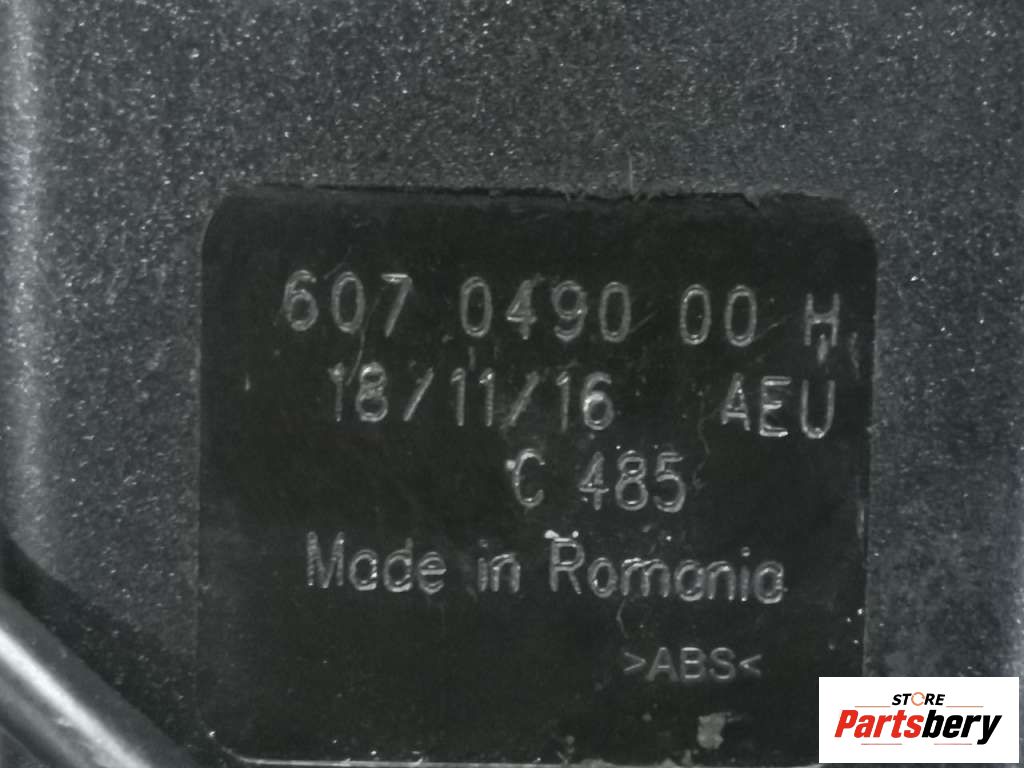 607 0490 00 H
18/11/16 AEU
C 485
Made in Romania
>ABS<
STORE
Partsbery